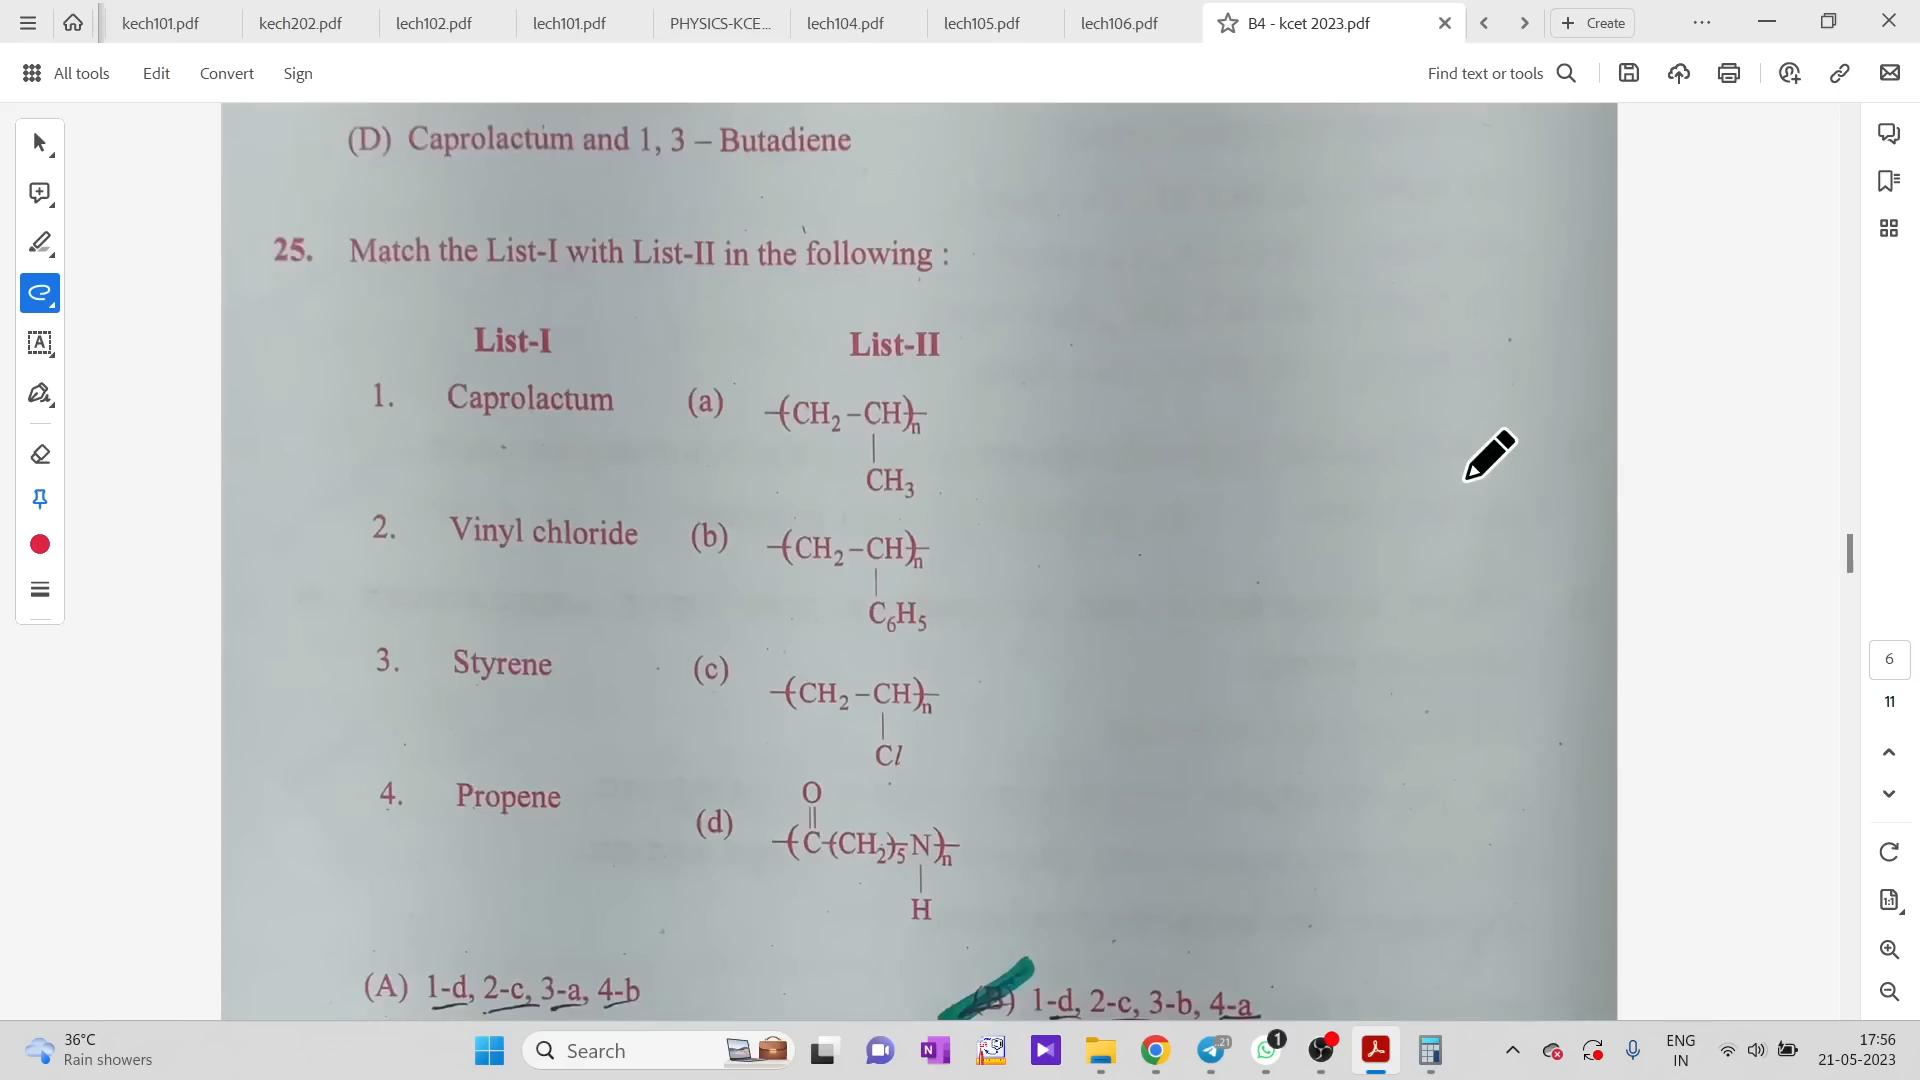 kech101.pdf kech202.pdf lech102.pdf lech101.pdf PHYSICS-KCE... lech104.pdf lech105.pdf lech106.pdf B4 - kcet 2023.pdf Create
All tools Edit Convert Sign Find text or tools
(D) Caprolactum and 1, 3 – Butadiene
25. Match the List-I with List-II in the following :
List-I List-II
1. Caprolactum (a) –(CH2 – CH)–n
CH3
2. Vinyl chloride (b) –(CH2 – CH)–n
C6H5
3. Styrene (c) –(CH2 – CH)–n
Cl
O
4. Propene (d) –(C–(CH2)–5 N)–n
H
(A) 1-d, 2-c, 3-a, 4-b (B) 1-d, 2-c, 3-b, 4-a
6
11
1:1
36°C
Rain showers
Search
21
1
ENG
IN
17:56
21-05-2023